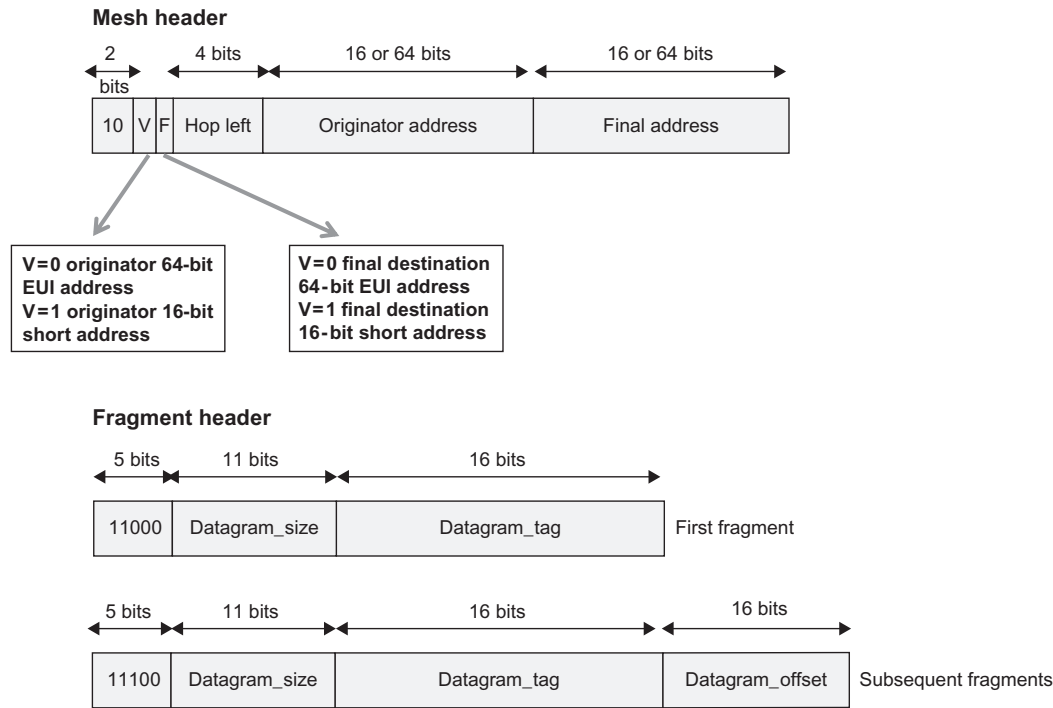 Mesh header
2 bits
4 bits
16 or 64 bits
16 or 64 bits
10
V
F
Hop left
Originator address
Final address
V=0 originator 64-bit
EUI address
V=1 originator 16-bit
short address
V=0 final destination
64-bit EUI address
V=1 final destination
16-bit short address
Fragment header
5 bits
11 bits
16 bits
11000
Datagram_size
Datagram_tag
First fragment
5 bits
11 bits
16 bits
16 bits
11100
Datagram_size
Datagram_tag
Datagram_offset
Subsequent fragments